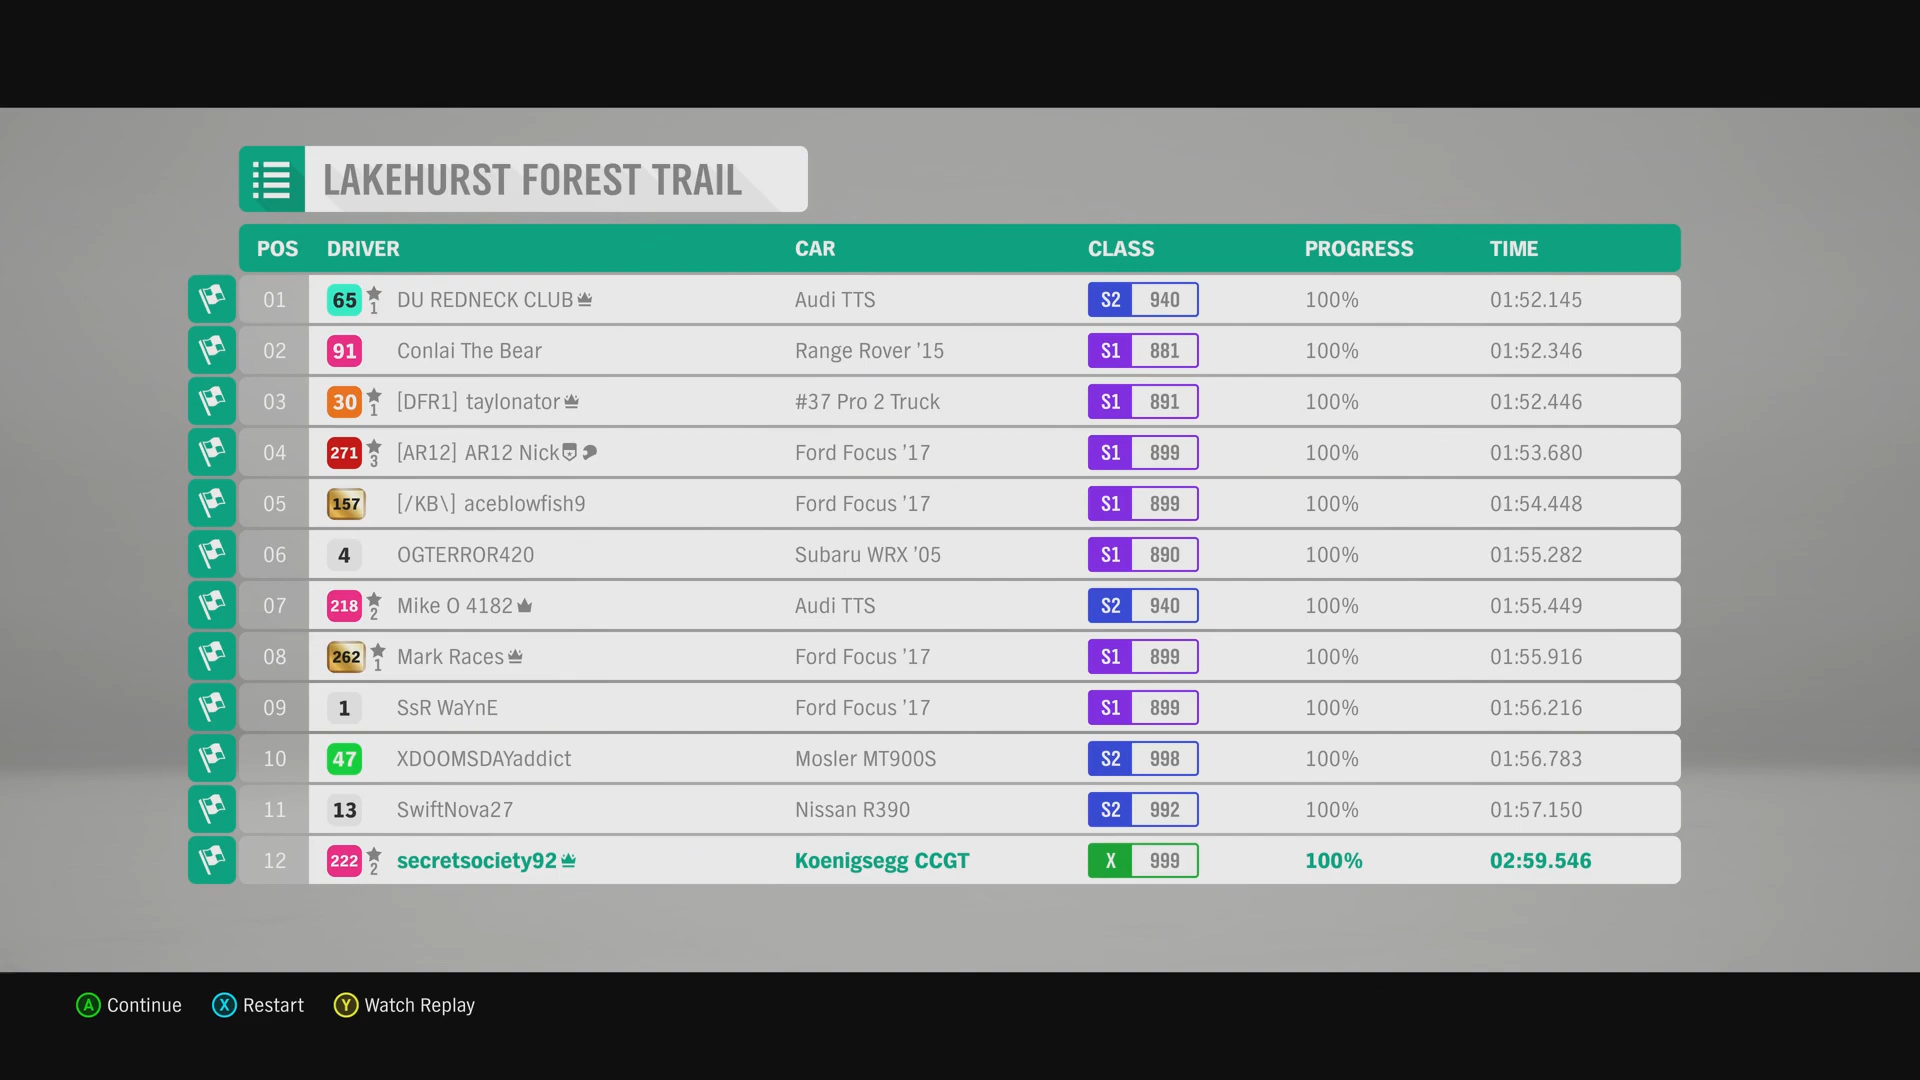 LAKEHURST FOREST TRAIL
POS DRIVER CAR CLASS PROGRESS TIME
01 65 1 DU REDNECK CLUB Audi TTS S2 940 100% 01:52.145
02 91 Conlai The Bear Range Rover ’15 S1 881 100% 01:52.346
03 30 1 [DFR1] taylonator #37 Pro 2 Truck S1 891 100% 01:52.446
04 271 3 [AR12] AR12 Nick Ford Focus ’17 S1 899 100% 01:53.680
05 157 [/KB\] aceblowfish9 Ford Focus ’17 S1 899 100% 01:54.448
06 4 OGTERROR420 Subaru WRX ’05 S1 890 100% 01:55.282
07 218 2 Mike O 4182 Audi TTS S2 940 100% 01:55.449
08 262 1 Mark Races Ford Focus ’17 S1 899 100% 01:55.916
09 1 SsR WaYnE Ford Focus ’17 S1 899 100% 01:56.216
10 47 XDOOMSDAYaddict Mosler MT900S S2 998 100% 01:56.783
11 13 SwiftNova27 Nissan R390 S2 992 100% 01:57.150
12 222 2 secretsociety92 Koenigsegg CCGT X 999 100% 02:59.546
A Continue X Restart Y Watch Replay